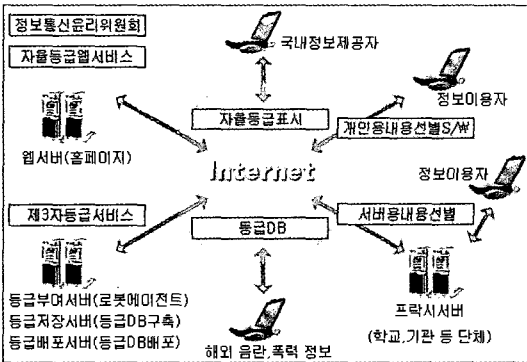 정보통신윤리위원회
자율등급웹서비스
웹서버(홈페이지)
국내정보제공자
자율등급표시
정보이용자
개인용내용선별S/W
Internet
정보이용자
제3자등급서비스
등급DB
서버용내용선별
등급부여서버(로봇에이전트)
등급저장서버(등급DB구축)
등급배포서버(등급DB배포)
해외 음란,폭력 정보
프락시서버
(학교,기관 등 단체)